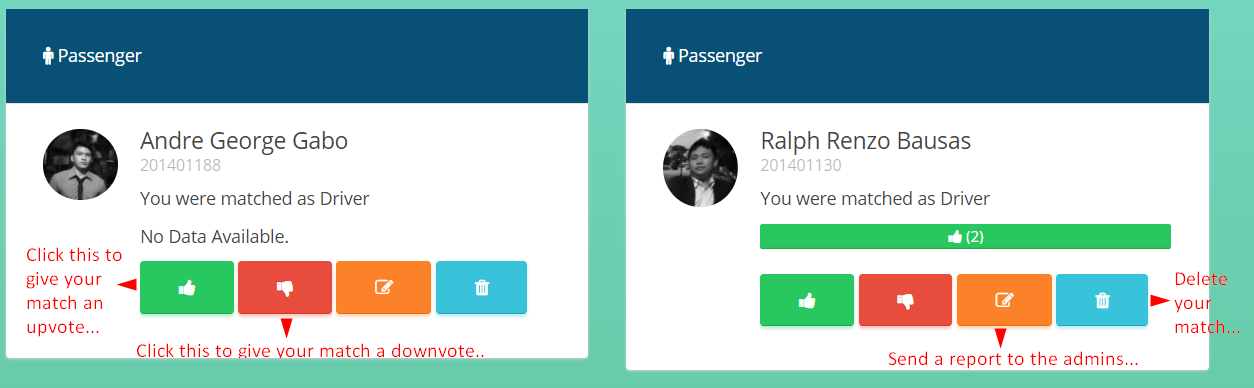 Passenger
Andre George Gabo
201401188
You were matched as Driver
No Data Available.
Click this to
give your
match an
upvote...
Click this to give your match a downvote..
Passenger
Ralph Renzo Bausas
201401130
You were matched as Driver
(2)
Delete
your
match...
Send a report to the admins...